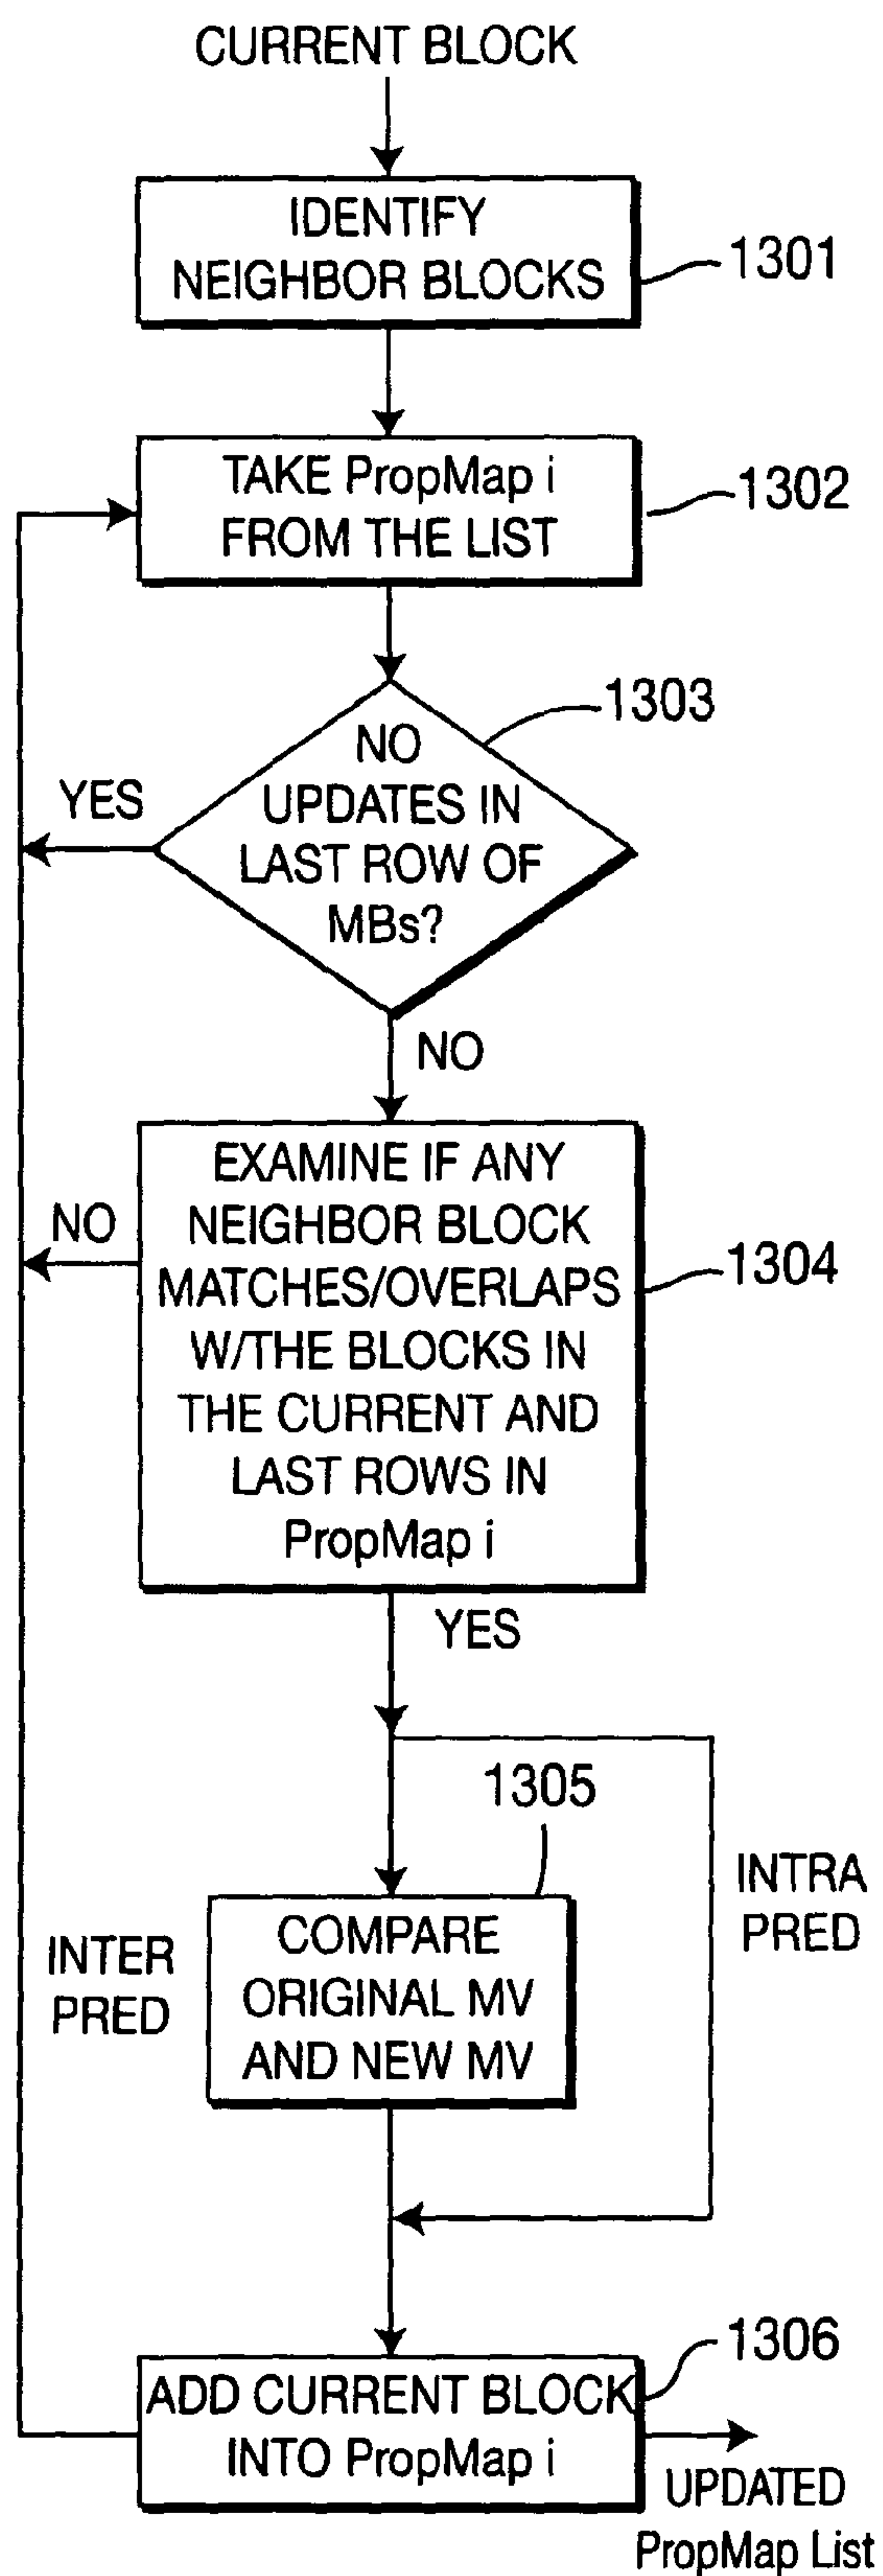 CURRENT BLOCK
IDENTIFY
NEIGHBOR BLOCKS
1301
TAKE PropMap i
FROM THE LIST
1302
1303
NO
UPDATES IN
LAST ROW OF
MBs?
YES
NO
EXAMINE IF ANY
NEIGHBOR BLOCK
MATCHES/OVERLAPS
W/THE BLOCKS IN
THE CURRENT AND
LAST ROWS IN
PropMap i
NO
1304
YES
1305
COMPARE
ORIGINAL MV
AND NEW MV
INTER
PRED
INTRA
PRED
1306
ADD CURRENT BLOCK
INTO PropMap i
UPDATED
PropMap List